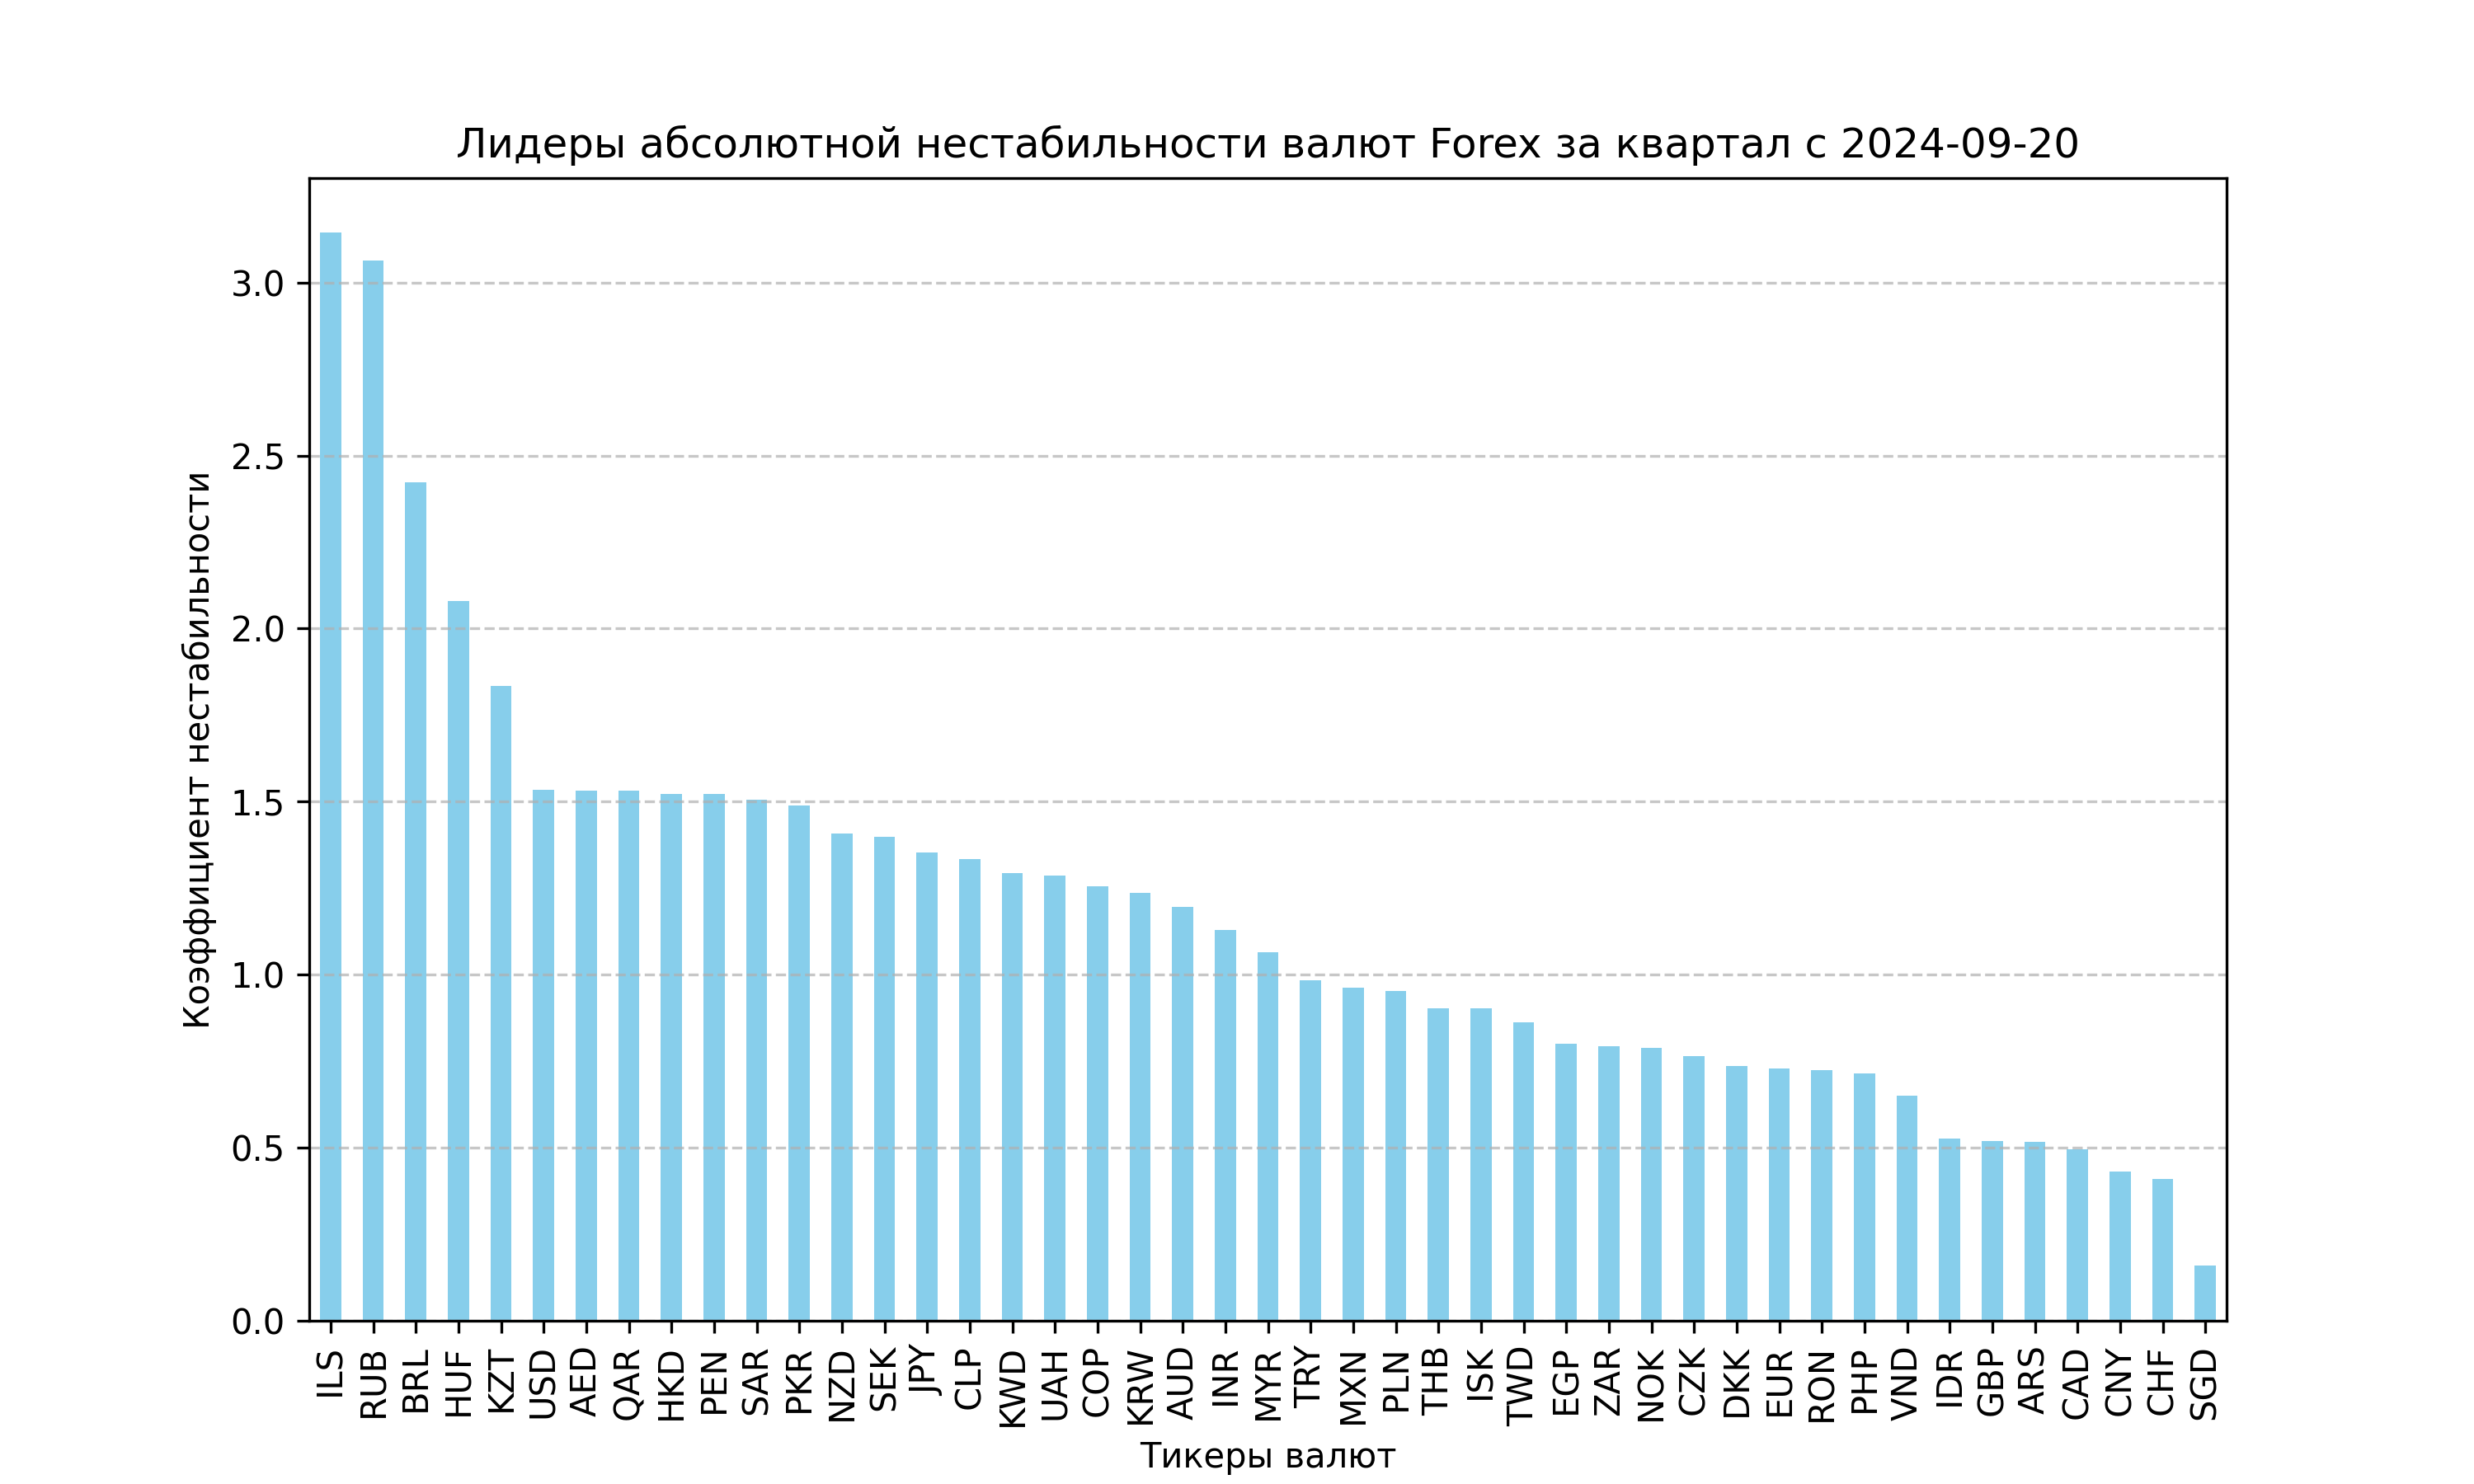 Лидеры абсолютной нестабильности валют Forex за квартал с 2024-09-20
Коэффициент нестабильности
3.0
2.5
2.0
1.5
1.0
0.5
0.0
ILS RUB BRL HUF KZT USD AED QAR HKD PEN SAR PKR NZD SEK JPY CLP KWD UAH COP KRW AUD INR MYR TRY MXN PLN THB ISK TWD EGP ZAR NOK CZK DKK EUR RON PHP VND IDR GBP ARS CAD CNY CHF SGD
Тикеры валют